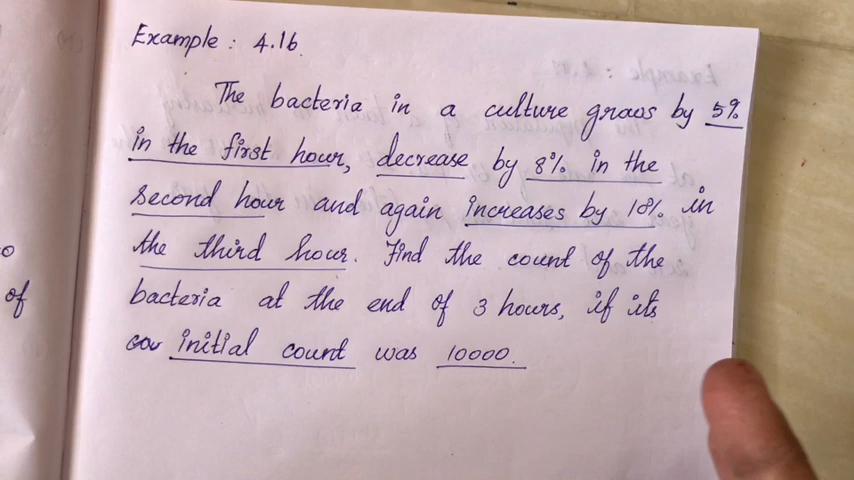 Example : 4.16
The bacteria in a culture grows by 5%
in the first hour, decrease by 8% in the
second hour and again increases by 10% in
the third hour. Find the count of the
bacteria at the end of 3 hours, if its
initial count was 10000.
of